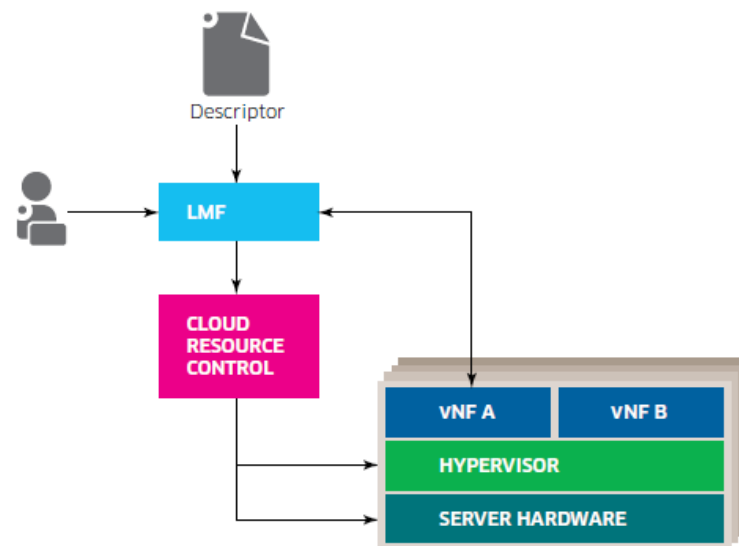 Descriptor
LMF
CLOUD
RESOURCE
CONTROL
vNF A
vNF B
HYPERVISOR
SERVER HARDWARE